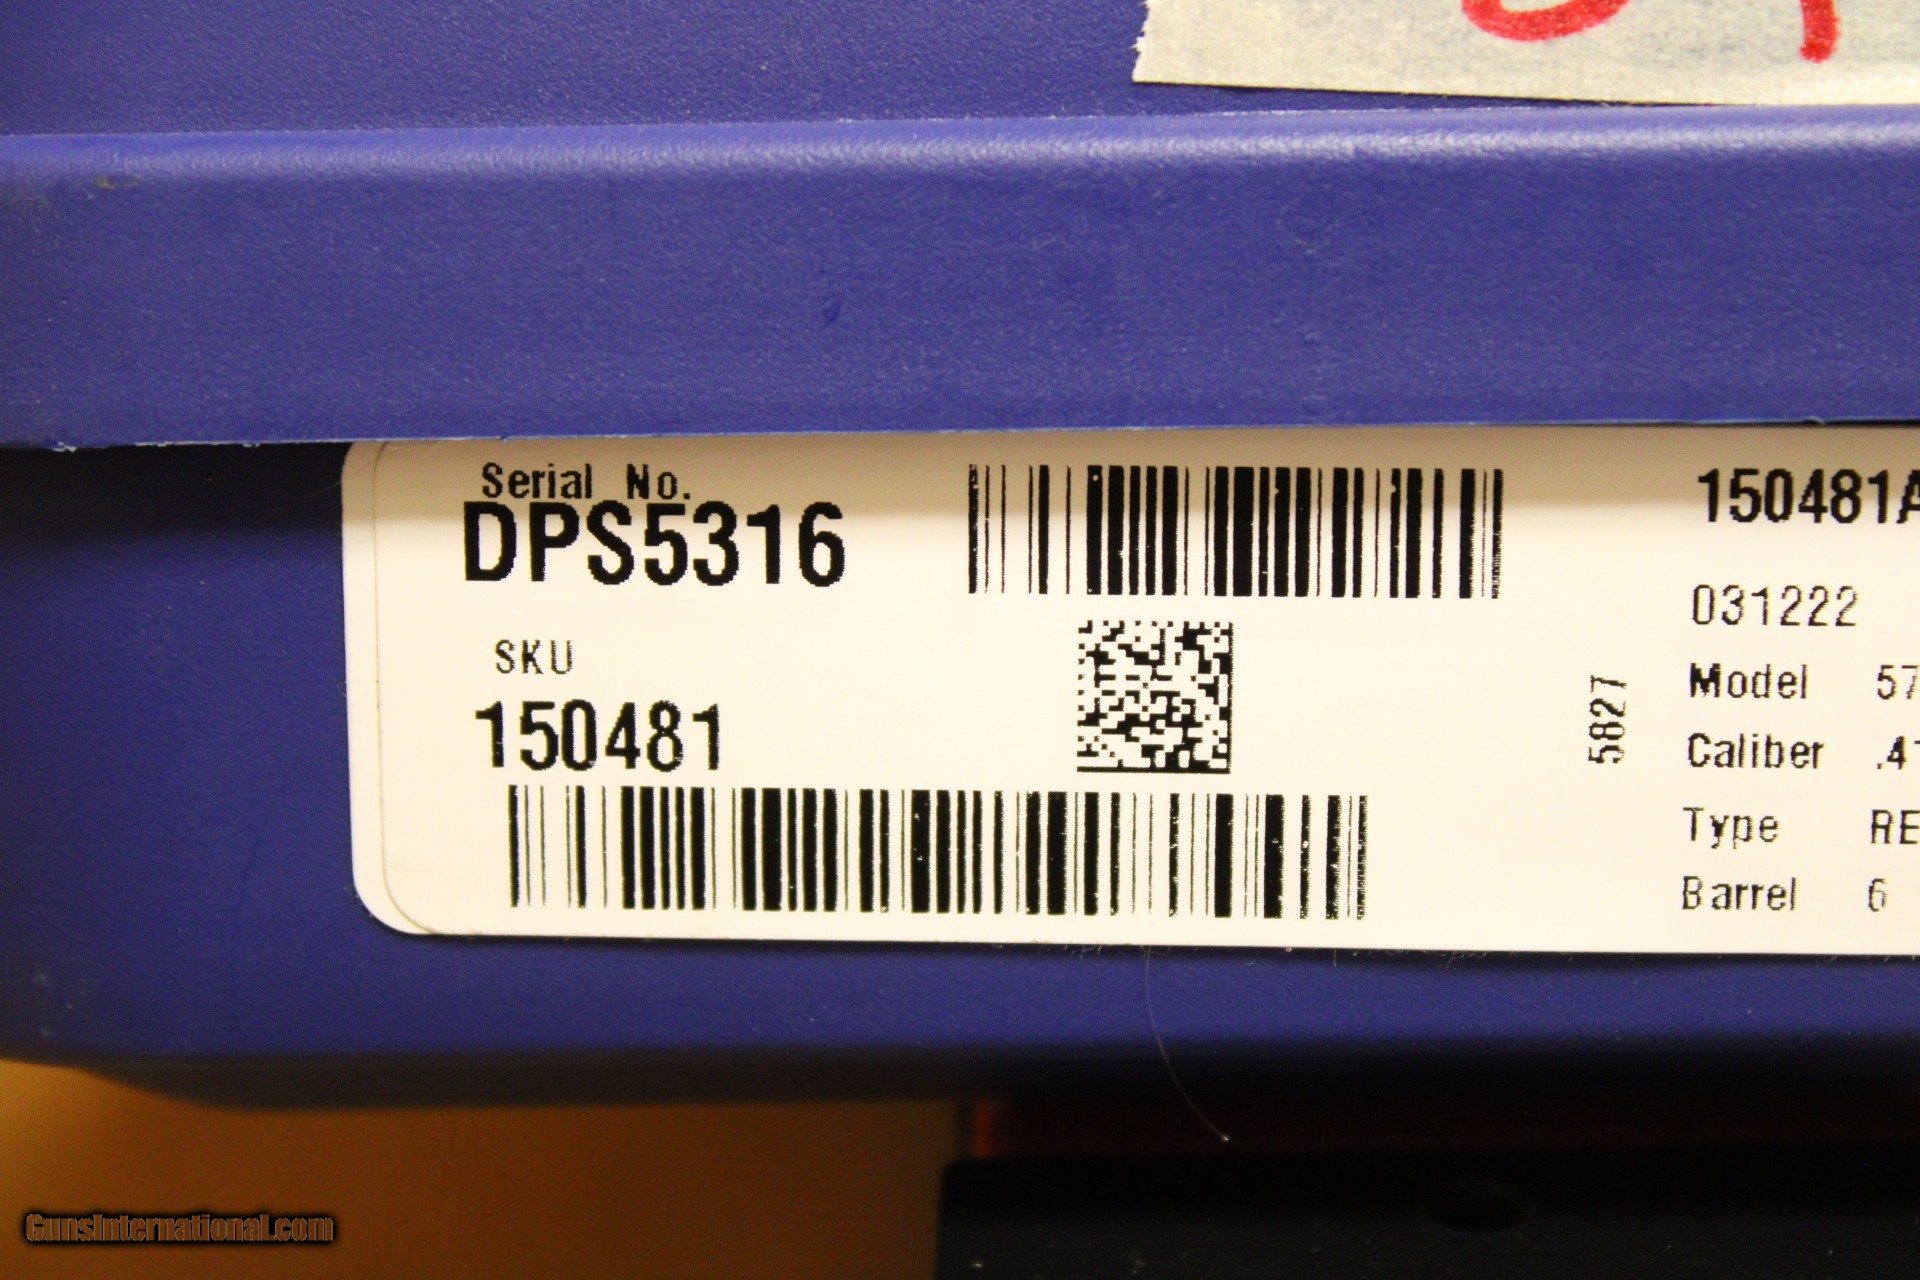 Serial No.
DPS5316
SKU
150481
5827
150481A
031222
Model 57
Caliber .4
Type RE
Barrel 6
GunsInternational.com